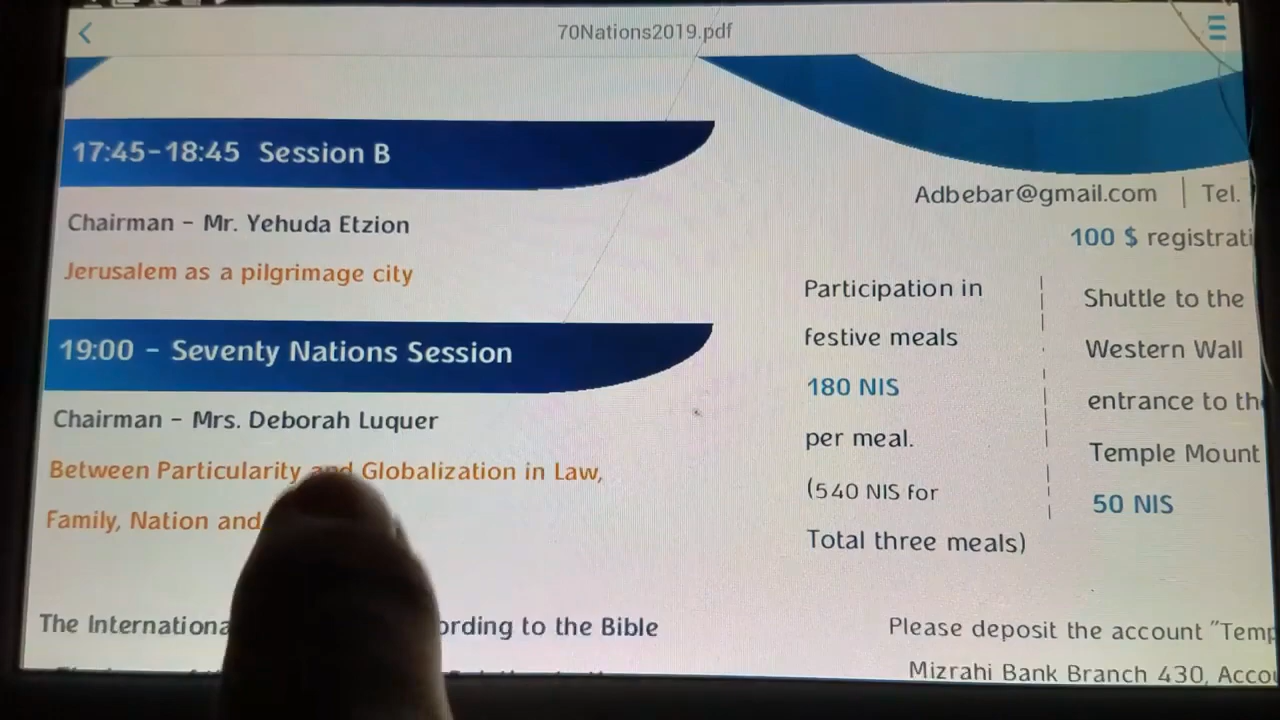 70Nations2019.pdf
17:45-18:45 Session B
Chairman - Mr. Yehuda Etzion
Jerusalem as a pilgrimage city
19:00 - Seventy Nations Session
Chairman - Mrs. Deborah Luquer
Between Particularity and Globalization in Law,
Family, Nation and
The International
ording to the Bible
Adbebar@gmail.com | Tel.
100 $ registrati
Participation in
festive meals
180 NIS
per meal.
(540 NIS for
Total three meals)
Shuttle to the
Western Wall
entrance to th
Temple Mount
50 NIS
Please deposit the account "Temp
Mizrahi Bank Branch 430, Accou